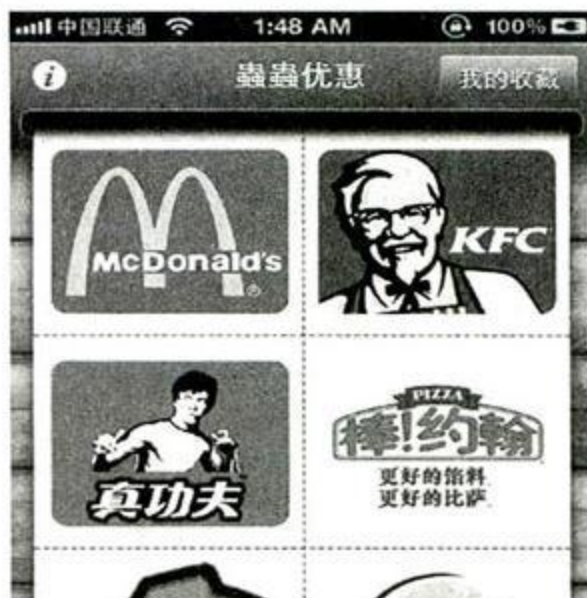 中国联通 1:48 AM 100%
i
蟲蟲优惠 我的收藏
McDonald's
®
KFC
真功夫
PIZZA
棒!约翰
更好的馅料
更好的比萨